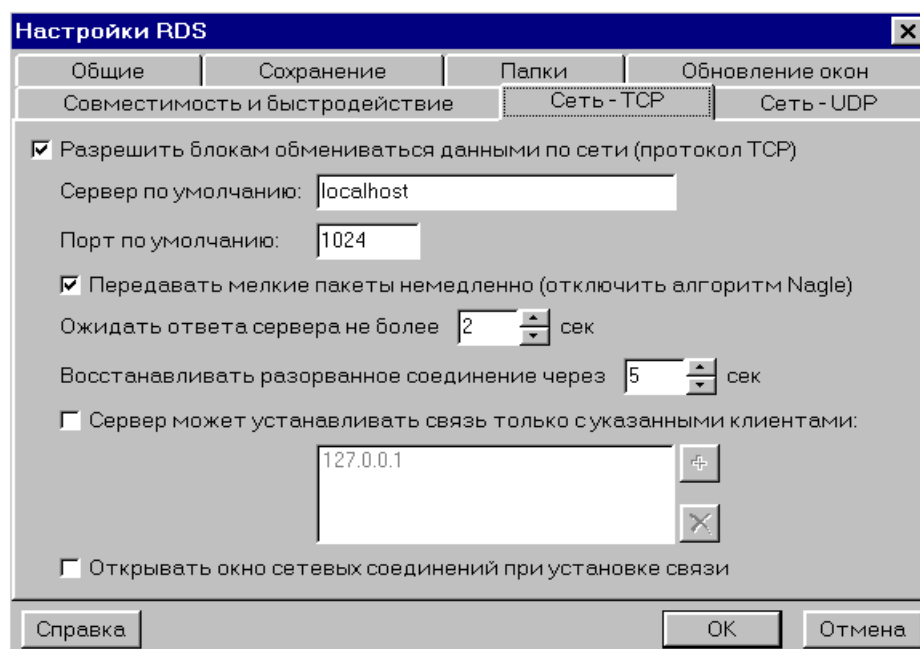 Настройки RDS
Общие Сохранение Папки Обновление окон
Совместимость и быстродействие Сеть - TCP Сеть - UDP
Разрешить блокам обмениваться данными по сети (протокол TCP)
Сервер по умолчанию: localhost
Порт по умолчанию: 1024
Передавать мелкие пакеты немедленно (отключить алгоритм Nagle)
Ожидать ответа сервера не более 2 сек
Восстанавливать разорванное соединение через 5 сек
Сервер может устанавливать связь только с указанными клиентами:
127.0.0.1
Открывать окно сетевых соединений при установке связи
Справка OK Отмена